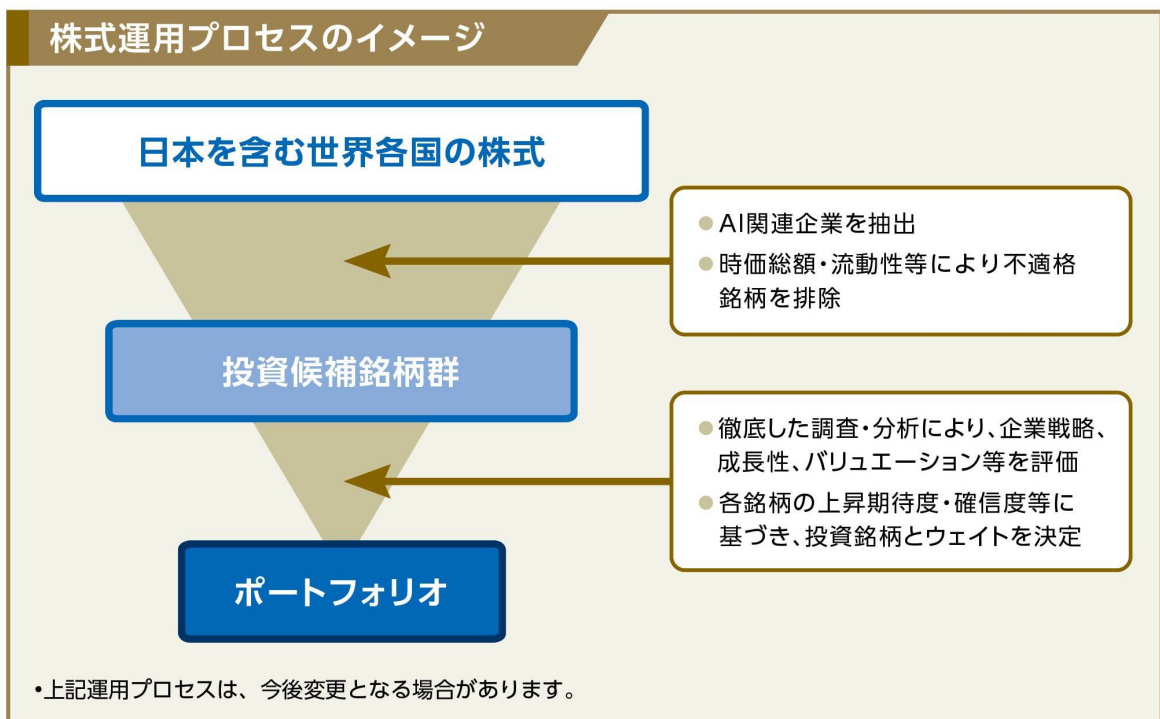 株式運用プロセスのイメージ
日本を含む世界各国の株式
●AI関連企業を抽出
●時価総額・流動性等により不適格
銘柄を排除
投資候補銘柄群
●徹底した調査・分析により、企業戦略、
成長性、バリュエーション等を評価
●各銘柄の上昇期待度・確信度等に
基づき、投資銘柄とウェイトを決定
ポートフォリオ
•上記運用プロセスは、今後変更となる場合があります。